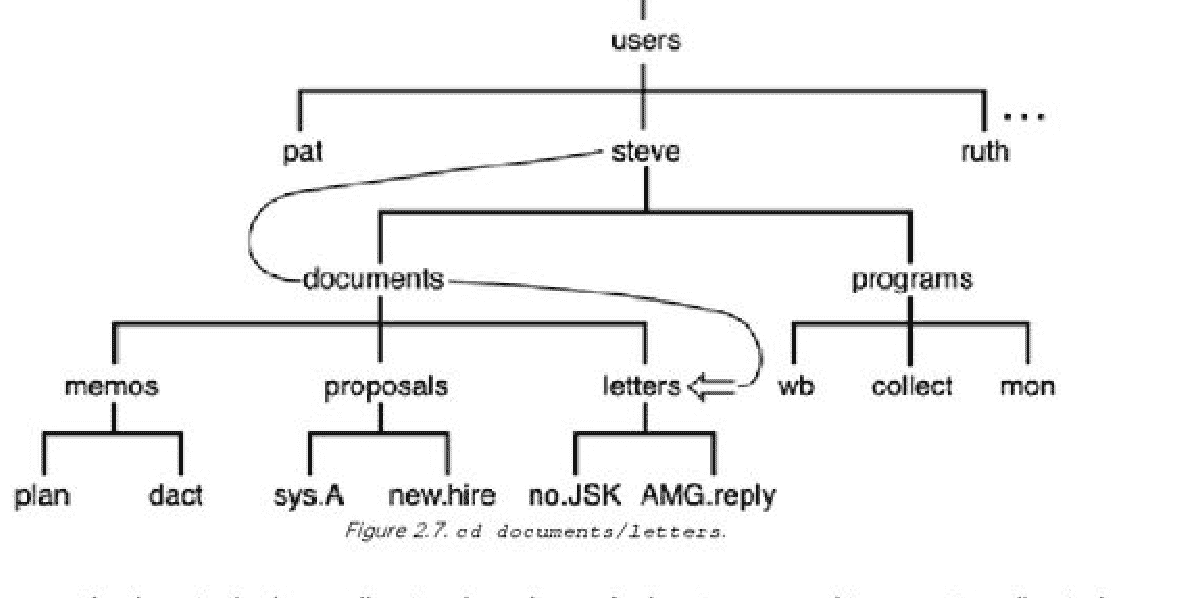 users
pat steve ruth ...
documents programs
memos proposals letters wb collect mon
plan dact sys.A new.hire no.JSK AMG.reply
Figure 2.7. cd documents/letters.